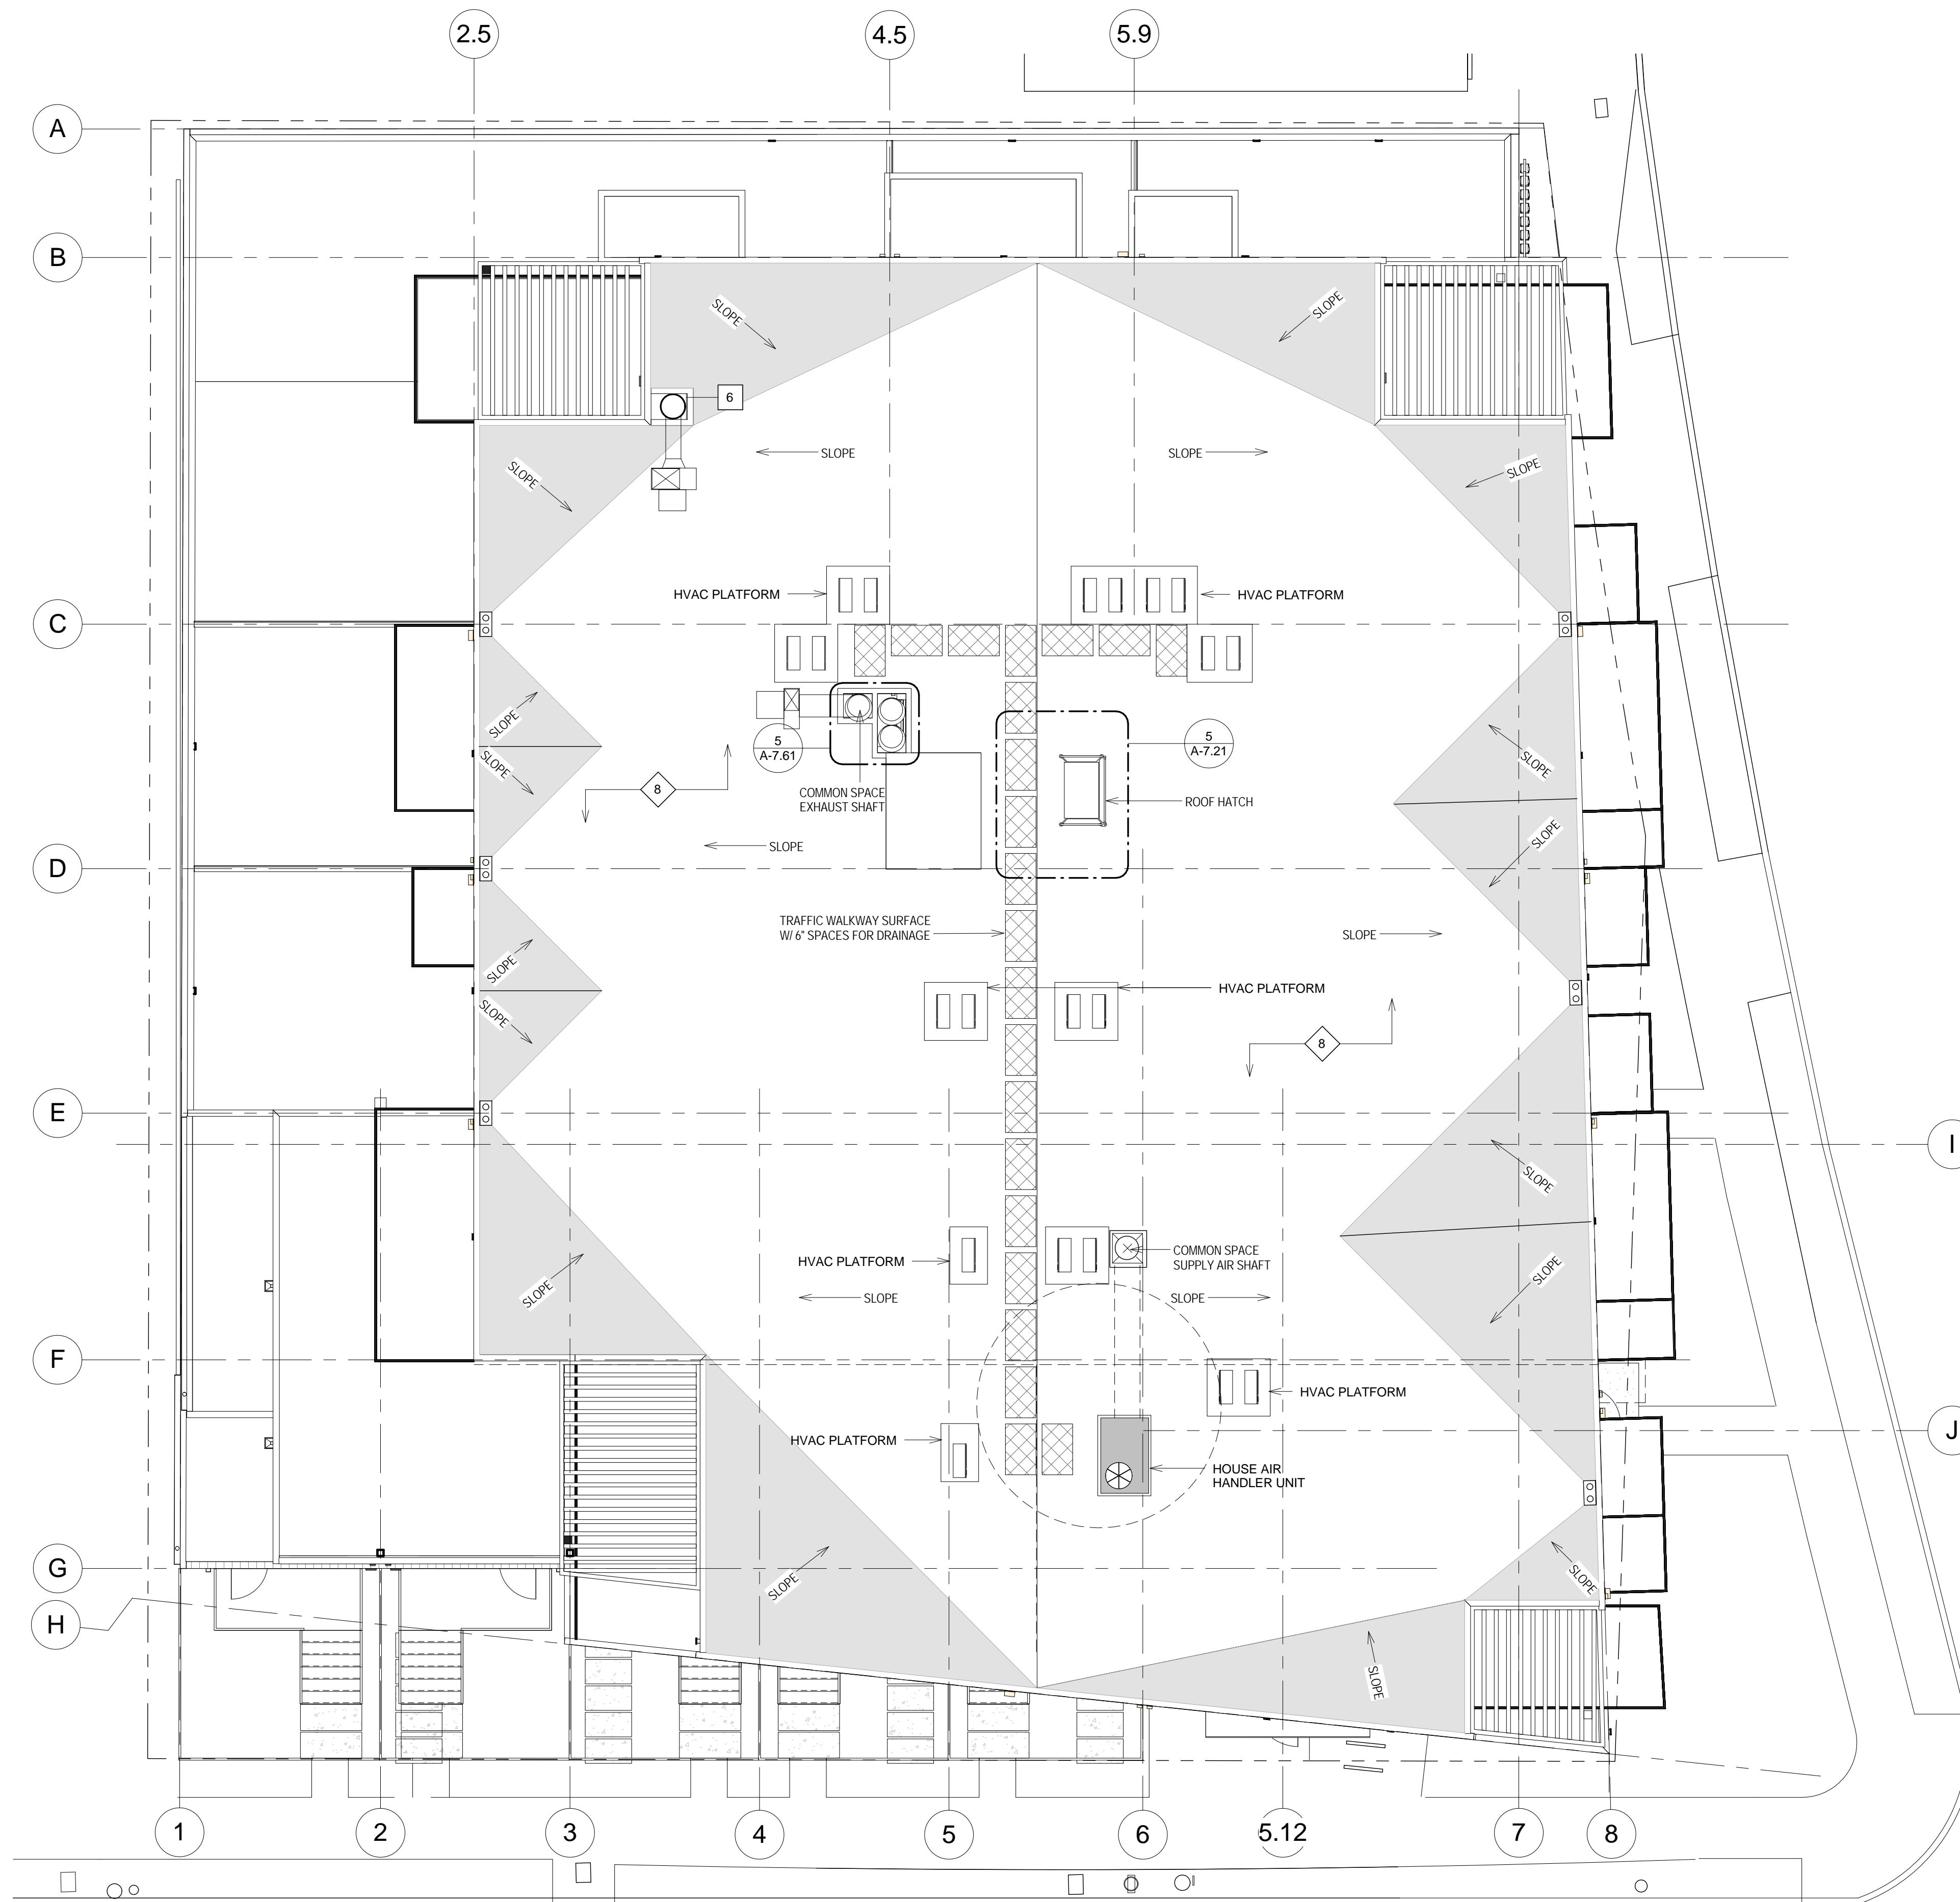 2.5
4.5
5.9
A
B
SLOPE
SLOPE
6
SLOPE
SLOPE
SLOPE
SLOPE
HVAC PLATFORM
HVAC PLATFORM
C
SLOPE
SLOPE
5
A-7.61
5
A-7.21
SLOPE
SLOPE
8
COMMON SPACE
EXHAUST SHAFT
ROOF HATCH
SLOPE
SLOPE
D
TRAFFIC WALKWAY SURFACE
W/ 6" SPACES FOR DRAINAGE
SLOPE
SLOPE
SLOPE
HVAC PLATFORM
8
E
I
SLOPE
HVAC PLATFORM
COMMON SPACE
SUPPLY AIR SHAFT
SLOPE
SLOPE
SLOPE
SLOPE
F
HVAC PLATFORM
HVAC PLATFORM
J
HOUSE AIR
HANDLER UNIT
G
SLOPE
SLOPE
H
SLOPE
1
2
3
4
5
6
5.12
7
8